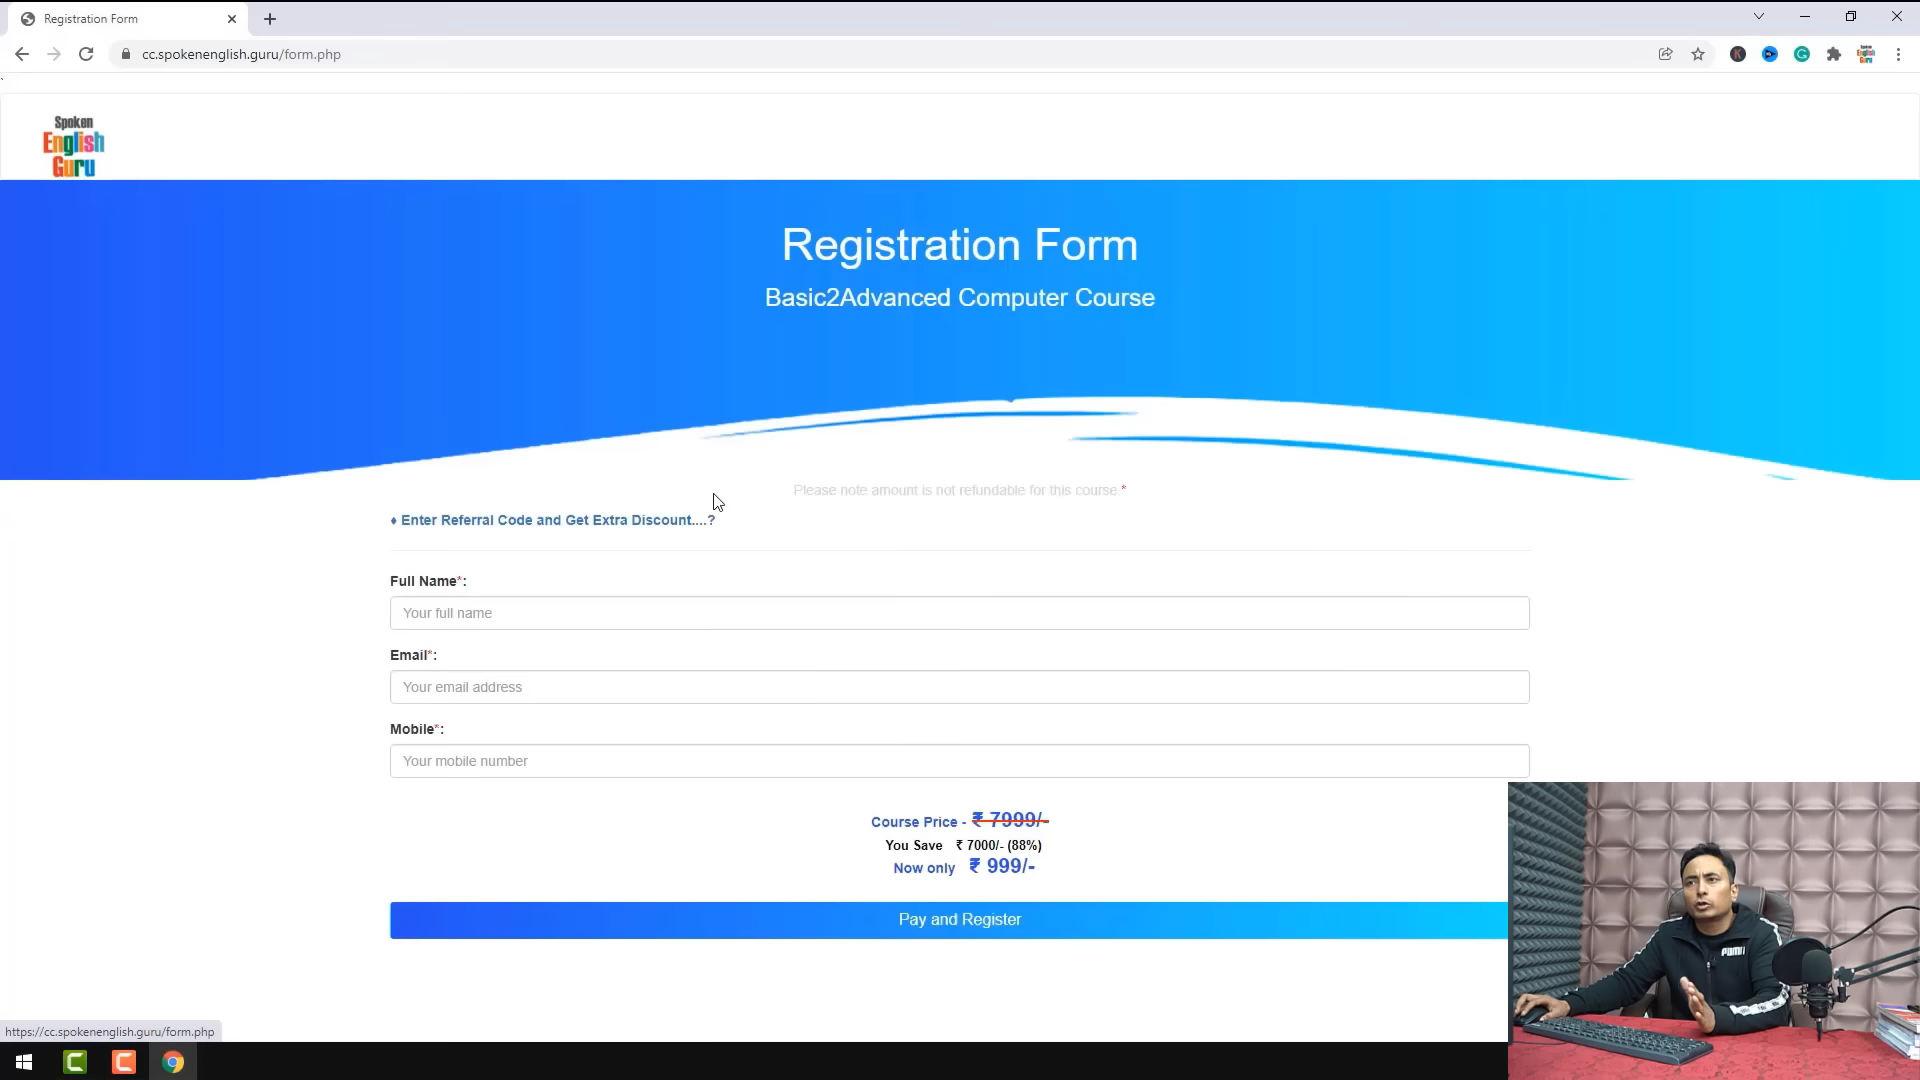 Registration Form
cc.spokenenglish.guru/form.php
Spoken
English
Guru
Registration Form
Basic2Advanced Computer Course
Please note amount is not refundable for this course.*
♦ Enter Referral Code and Get Extra Discount....?
Full Name*:
Your full name
Email*:
Your email address
Mobile*:
Your mobile number
Course Price - ₹ 7999/-
You Save ₹ 7000/- (88%)
Now only ₹ 999/-
Pay and Register
https://cc.spokenenglish.guru/form.php
PUMA